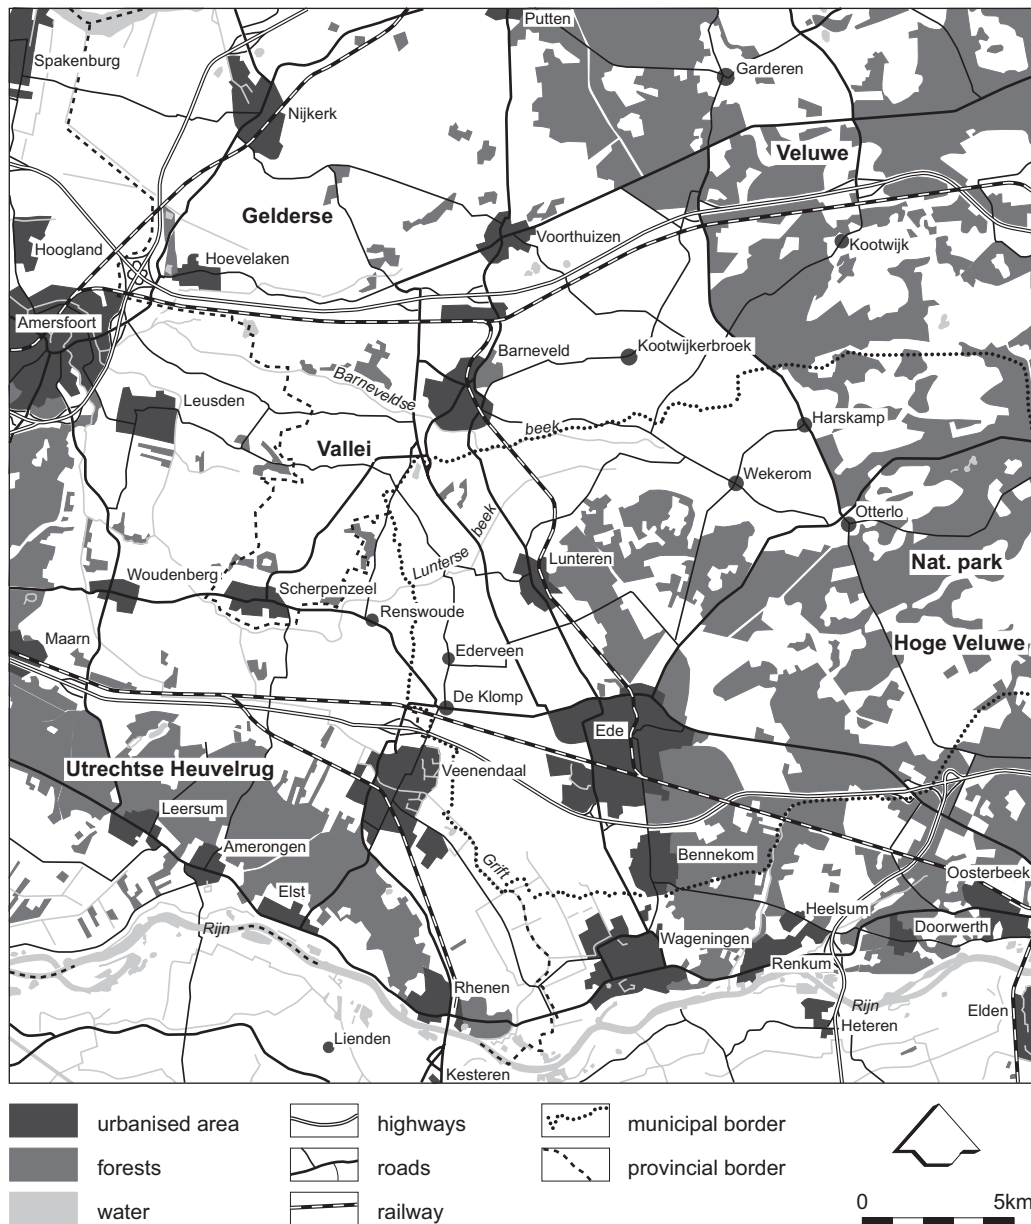 Putten
Spakenburg
Garderen
Nijkerk
Veluwe
Gelderse
Hoogland
Voorthuizen
Kootwijk
Hoevelaken
Amersfoort
Barneveld
Kootwijkerbroek
Barneveldse
Leusden
beek
Harskamp
Vallei
Wekerom
Otterlo
beek
Lunterse
Lunteren
Nat. park
Woudenberg
Scherpenzeel
Renswoude
Maarn
Ederveen
Hoge Veluwe
De Klomp
Ede
Utrechtse Heuvelrug
Veenendaal
Leersum
Amerongen
Bennekom
Grift
Oosterbeek
Elst
Heelsum
Rijn
Wageningen
Doorwerth
Renkum
Rhenen
Rijn
Elden
Heteren
Lienden
Kesteren
urbanised area
highways
municipal border
forests
roads
provincial border
water
railway
0 5km